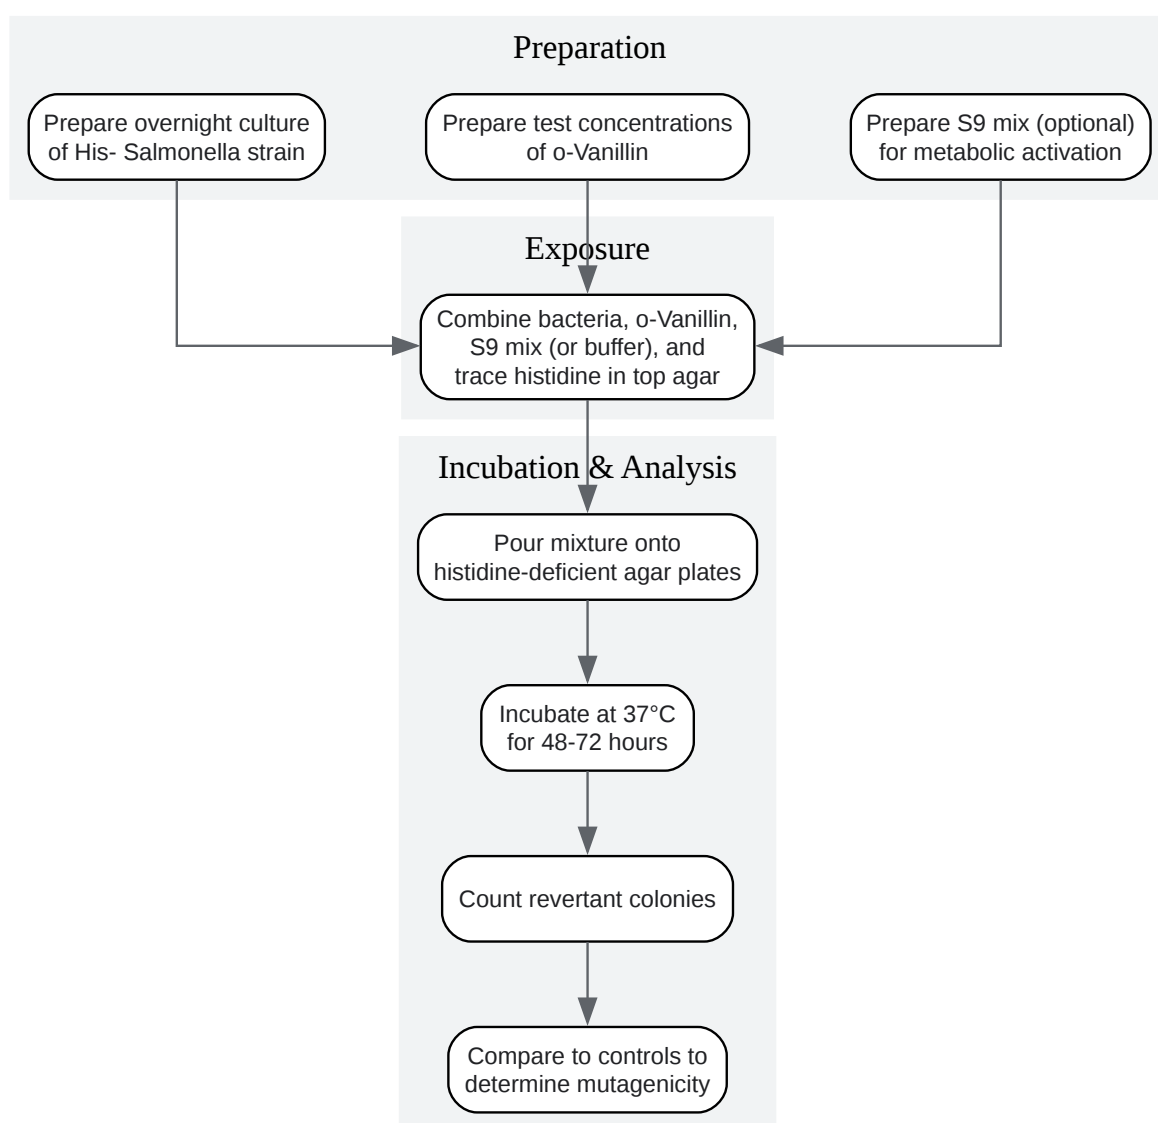 Preparation
Prepare overnight culture
of His- Salmonella strain
Prepare test concentrations
of o-Vanillin
Prepare S9 mix (optional)
for metabolic activation
Exposure
Combine bacteria, o-Vanillin,
S9 mix (or buffer), and
trace histidine in top agar
Incubation & Analysis
Pour mixture onto
histidine-deficient agar plates
Incubate at 37°C
for 48-72 hours
Count revertant colonies
Compare to controls to
determine mutagenicity